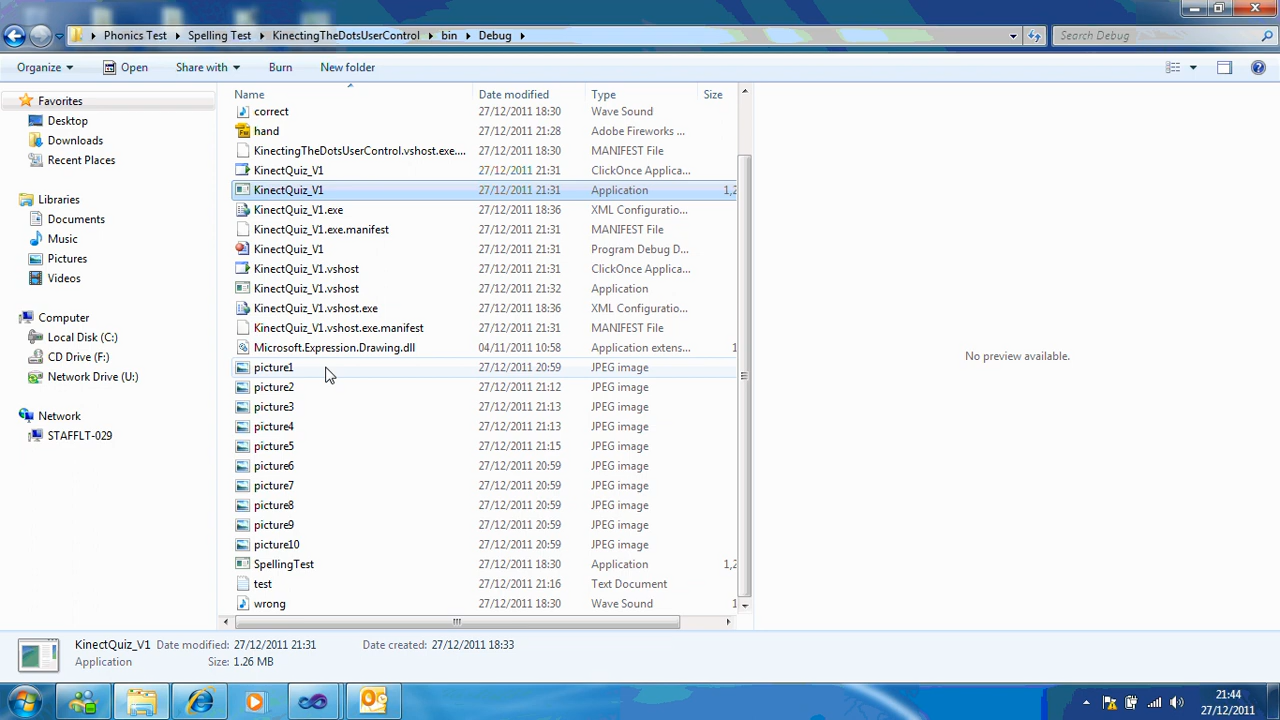 Phonics Test Spelling Test KinectingTheDotsUserControl bin Debug Search Debug
Organize Open Share with Burn New folder
Name Date modified Type Size
Favorites
Desktop
Downloads
Recent Places
Libraries
Documents
Music
Pictures
Videos
Computer
Local Disk (C:)
CD Drive (F:)
Network Drive (U:)
Network
STAFFLT-029
correct 27/12/2011 18:30 Wave Sound
hand 27/12/2011 21:28 Adobe Fireworks ...
KinectingTheDotsUserControl.vshost.exe.... 27/12/2011 18:30 MANIFEST File
KinectQuiz_V1 27/12/2011 21:31 ClickOnce Applica...
KinectQuiz_V1 27/12/2011 21:31 Application 1,2
KinectQuiz_V1.exe 27/12/2011 18:36 XML Configuratio...
KinectQuiz_V1.exe.manifest 27/12/2011 21:31 MANIFEST File
KinectQuiz_V1 27/12/2011 21:31 Program Debug D...
KinectQuiz_V1.vshost 27/12/2011 21:31 ClickOnce Applica...
KinectQuiz_V1.vshost 27/12/2011 21:32 Application
KinectQuiz_V1.vshost.exe 27/12/2011 18:36 XML Configuratio...
KinectQuiz_V1.vshost.exe.manifest 27/12/2011 21:31 MANIFEST File
Microsoft.Expression.Drawing.dll 04/11/2011 10:58 Application extens... 1
picture1 27/12/2011 20:59 JPEG image
picture2 27/12/2011 21:12 JPEG image
picture3 27/12/2011 21:13 JPEG image
picture4 27/12/2011 21:13 JPEG image
picture5 27/12/2011 21:15 JPEG image
picture6 27/12/2011 20:59 JPEG image
picture7 27/12/2011 20:59 JPEG image
picture8 27/12/2011 20:59 JPEG image
picture9 27/12/2011 20:59 JPEG image
picture10 27/12/2011 20:59 JPEG image
SpellingTest 27/12/2011 18:30 Application 1,2
test 27/12/2011 21:16 Text Document
wrong 27/12/2011 18:30 Wave Sound 1
No preview available.
KinectQuiz_V1 Date modified: 27/12/2011 21:31 Date created: 27/12/2011 18:33
Application Size: 1.26 MB
21:44
27/12/2011